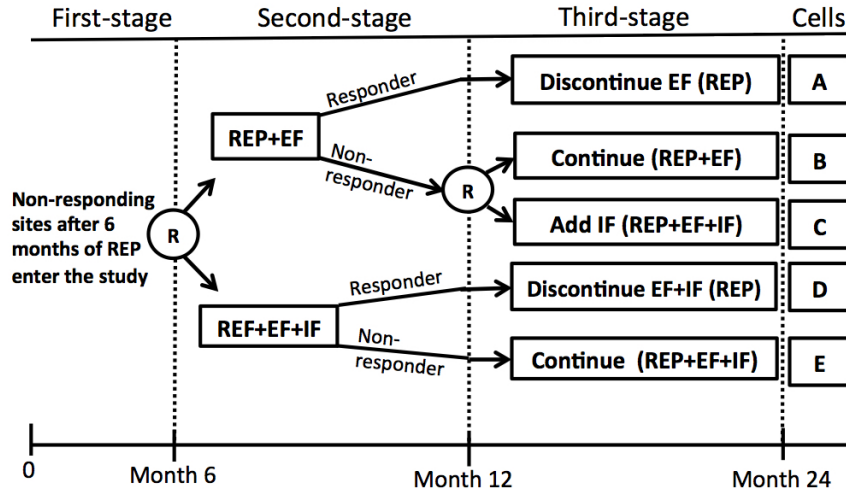 First-stage
Second-stage
Third-stage
Cells
Responder
Discontinue EF (REP)
A
REP+EF
Non-
responder
Continue (REP+EF)
B
R
Non-responding
sites after 6
months of REP
enter the study
R
Add IF (REP+EF+IF)
C
Responder
Discontinue EF+IF (REP)
D
REF+EF+IF
Non-
responder
Continue (REP+EF+IF)
E
0
Month 6
Month 12
Month 24